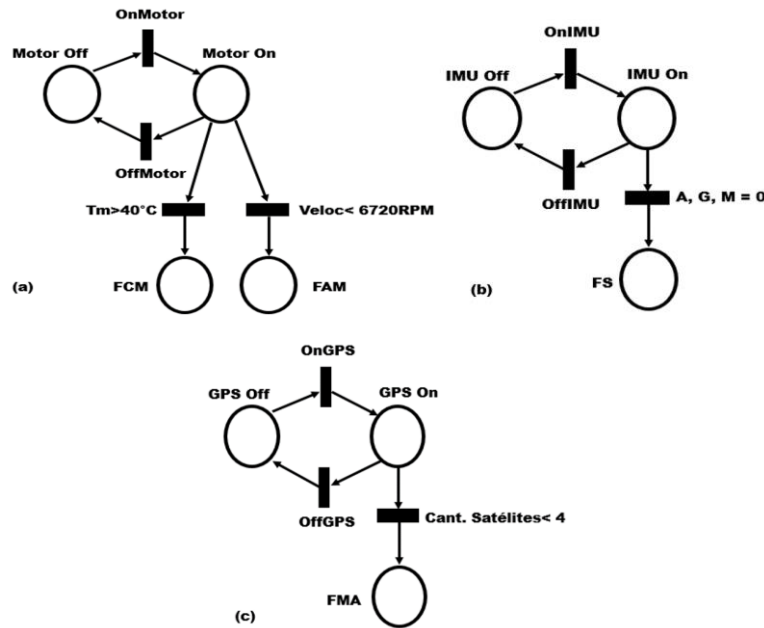 OnMotor
Motor Off
Motor On
OffMotor
Tm>40°C
Veloc< 6720RPM
FCM
FAM
(a)
OnIMU
IMU Off
IMU On
OffIMU
A, G, M = 0
FS
(b)
OnGPS
GPS Off
GPS On
OffGPS
Cant. Satélites< 4
FMA
(c)